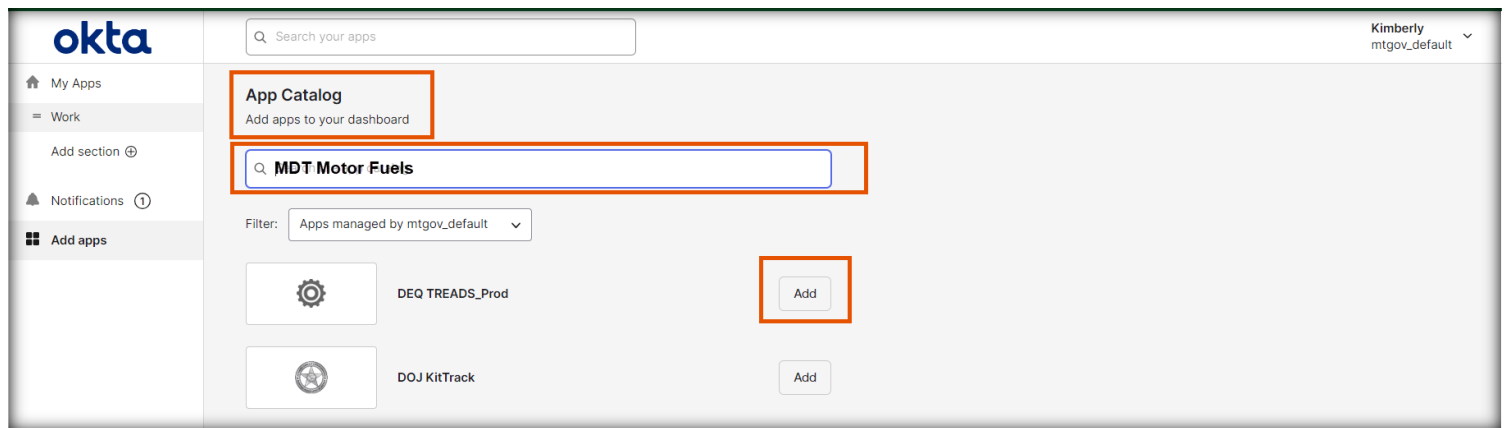 okta
Search your apps
Kimberly
mtgov_default
My Apps
Work
Add section
Notifications 1
Add apps
App Catalog
Add apps to your dashboard
MDT Motor Fuels
Filter: Apps managed by mtgov_default
DEQ TREADS_Prod Add
DOJ KitTrack Add